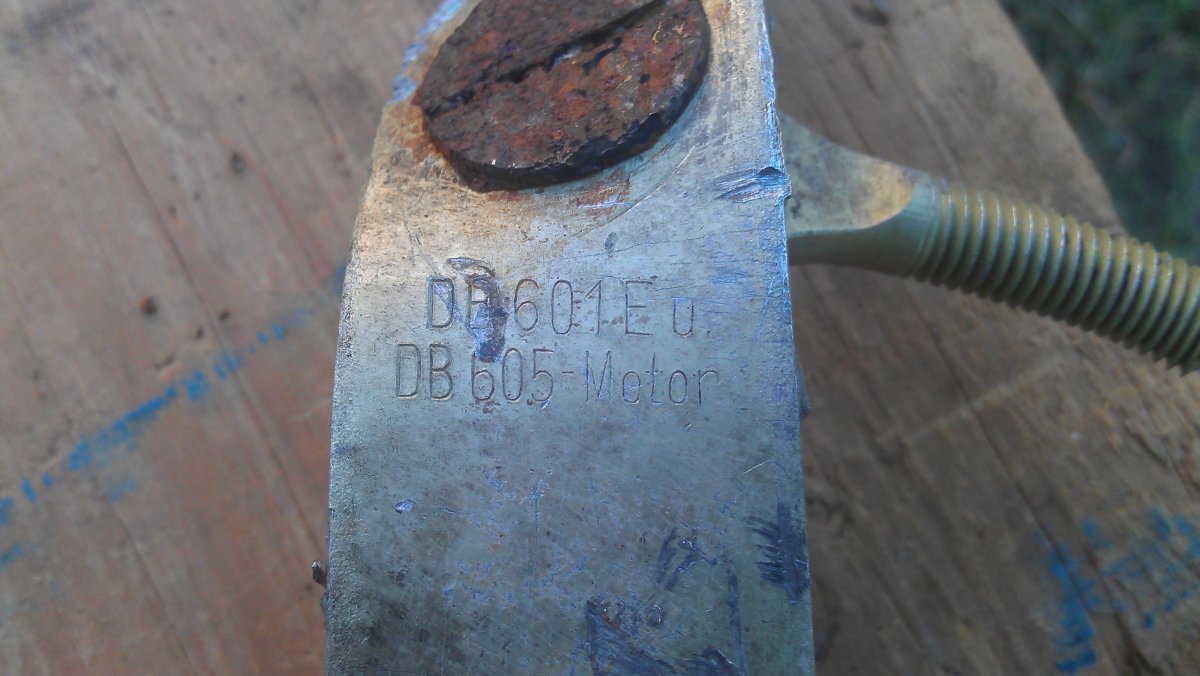 DB 601 E u.
DB 605-Motor